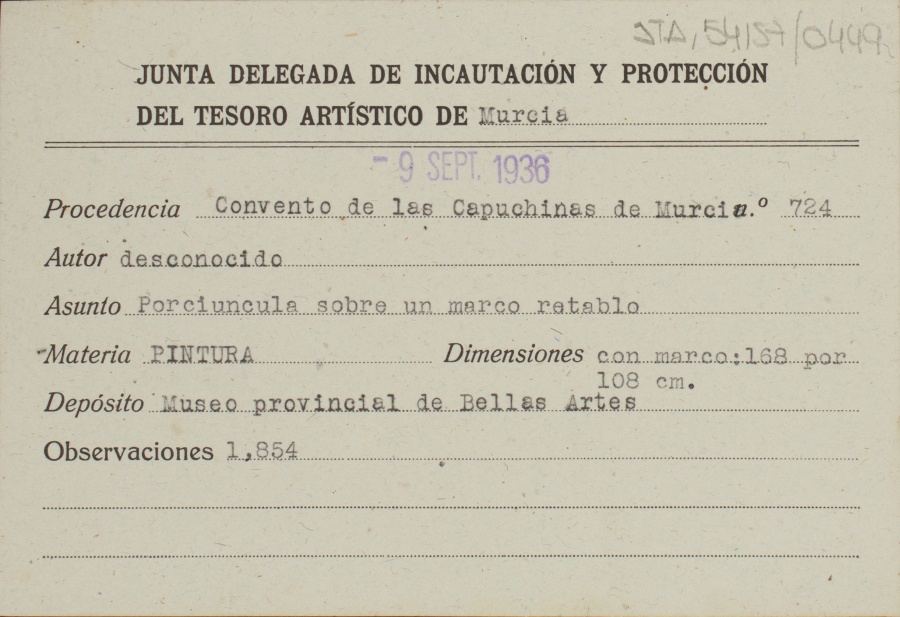 STA, 54157/0449
JUNTA DELEGADA DE INCAUTACIÓN Y PROTECCIÓN
DEL TESORO ARTÍSTICO DE Murcia
- 9 SEPT. 1936
Procedencia Convento de las Capuchinas de Murcia n.º 724
Autor desconocido
Asunto Porciuncula sobre un marco retablo
Materia PINTURA Dimensiones con marco:168 por
108 cm.
Depósito Museo provincial de Bellas Artes
Observaciones 1,854